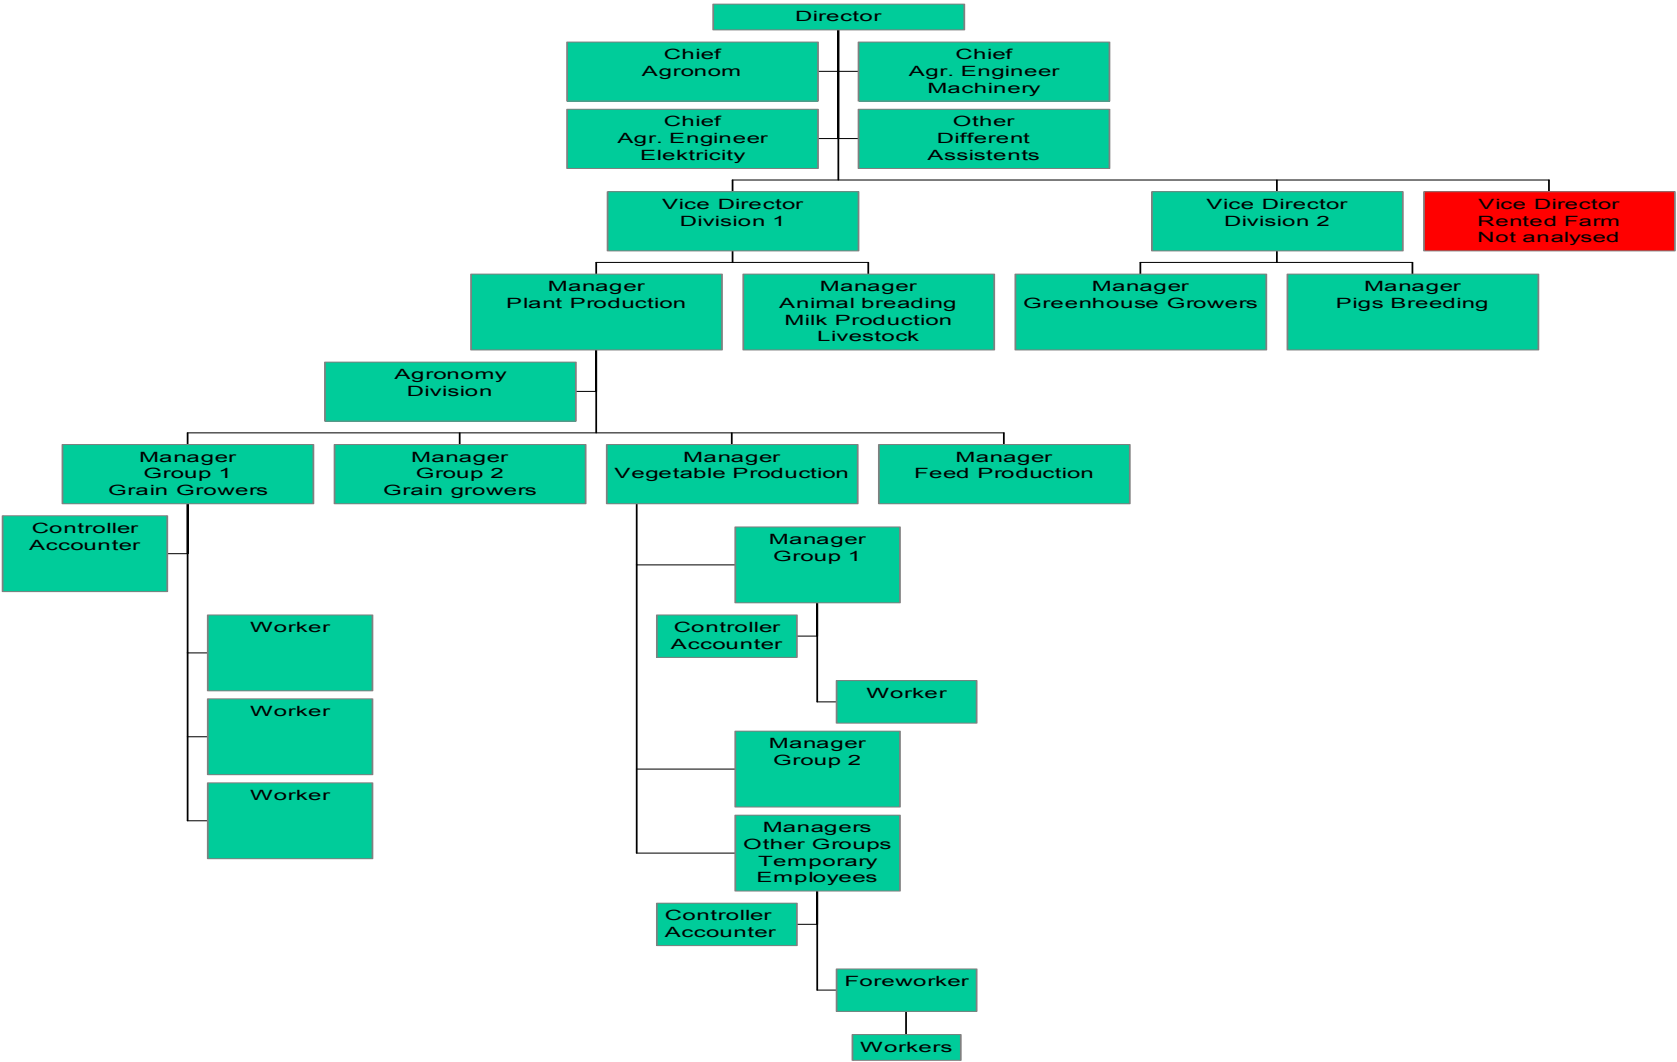 Director
Chief
Agronom
Chief
Agr. Engineer
Machinery
Chief
Agr. Engineer
Elektricity
Other
Different
Assistents
Vice Director
Division 1
Vice Director
Division 2
Vice Director
Rented Farm
Not analysed
Manager
Plant Production
Manager
Animal breading
Milk Production
Livestock
Manager
Greenhouse Growers
Manager
Pigs Breeding
Agronomy
Division
Manager
Group 1
Grain Growers
Manager
Group 2
Grain growers
Manager
Vegetable Production
Manager
Feed Production
Controller
Accounter
Worker
Worker
Worker
Manager
Group 1
Controller
Accounter
Worker
Manager
Group 2
Managers
Other Groups
Temporary
Employees
Controller
Accounter
Foreworker
Workers